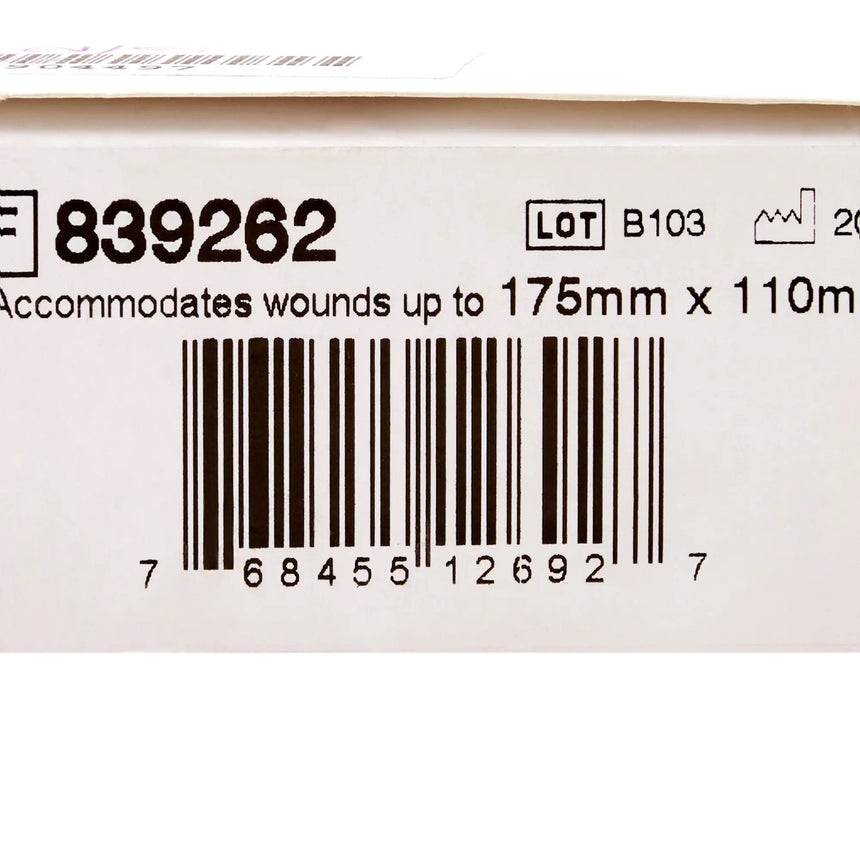 839262
LOT B103 20
Accommodates wounds up to 175mm x 110m
7 68455 12692 7